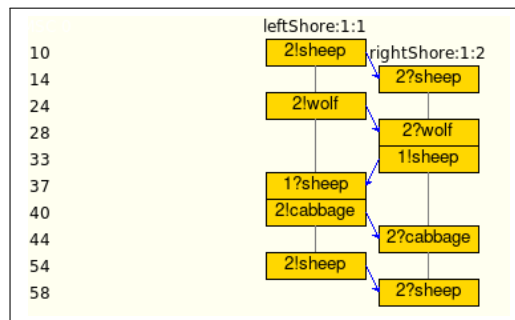 leftShore:1:1
10 2!sheep rightShore:1:2
14 2?sheep
24 2!wolf
28 2?wolf
33 1!sheep
37 1?sheep
40 2!cabbage
44 2?cabbage
54 2!sheep
58 2?sheep